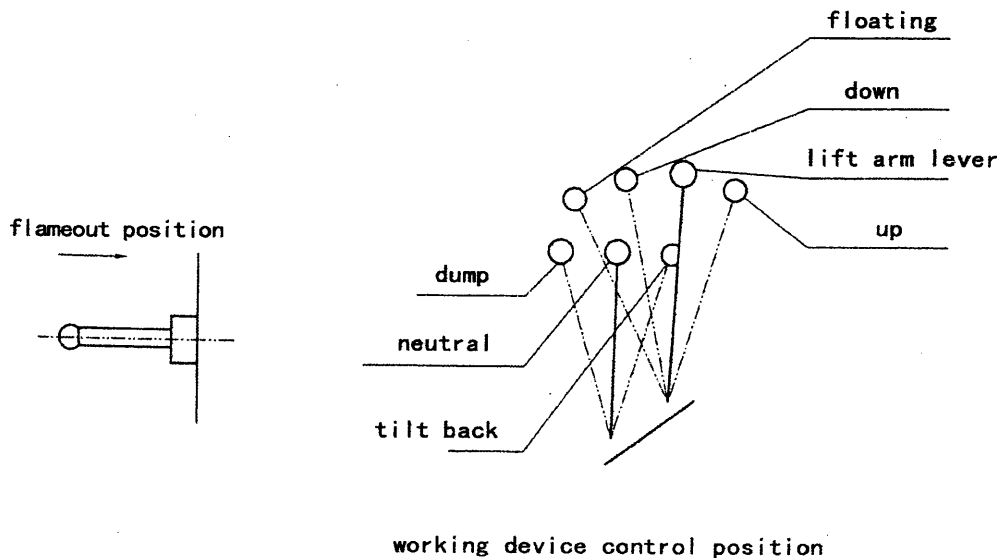 floating
down
lift arm lever
up
flameout position
dump
neutral
tilt back
working device control position